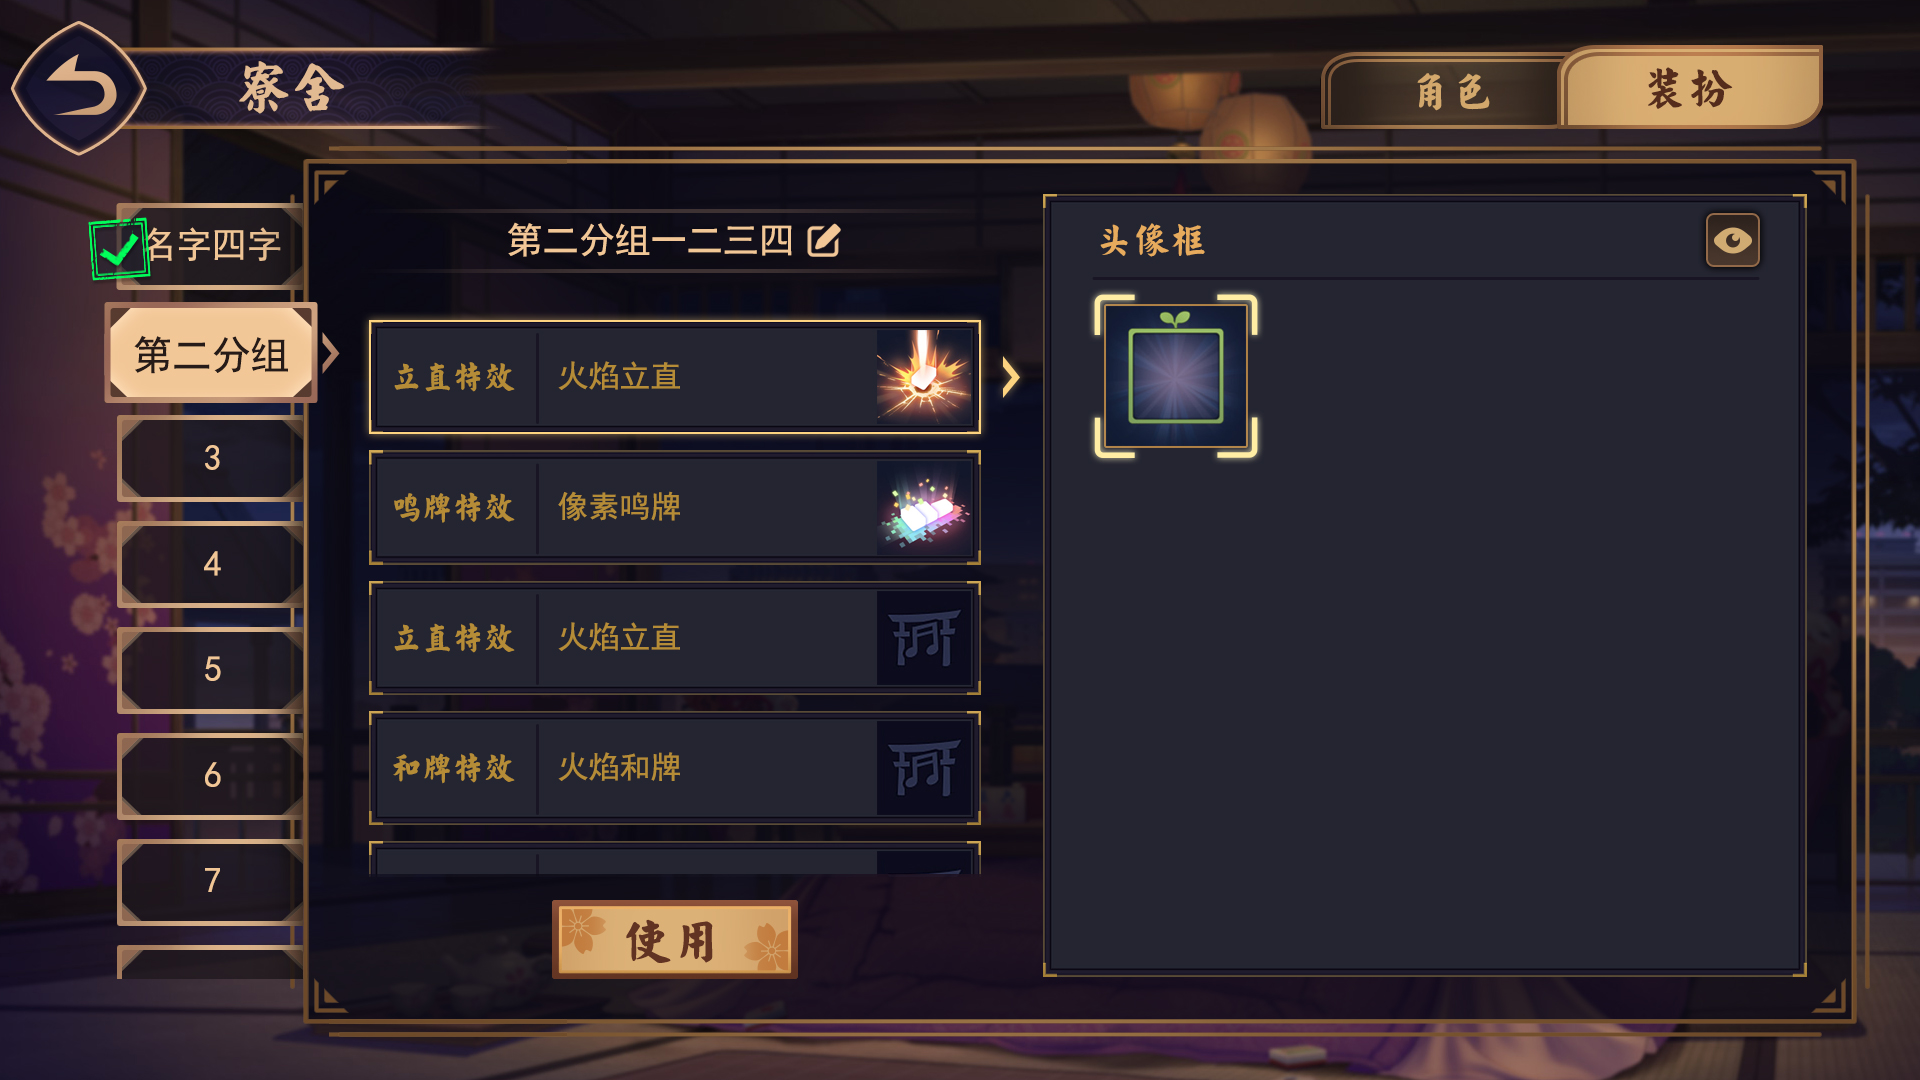 寮舍
角色
装扮
名字四字
第二分组
3
4
5
6
7
第二分组一二三四
立直特效
火焰立直
鸣牌特效
像素鸣牌
立直特效
火焰立直
和牌特效
火焰和牌
使用
头像框